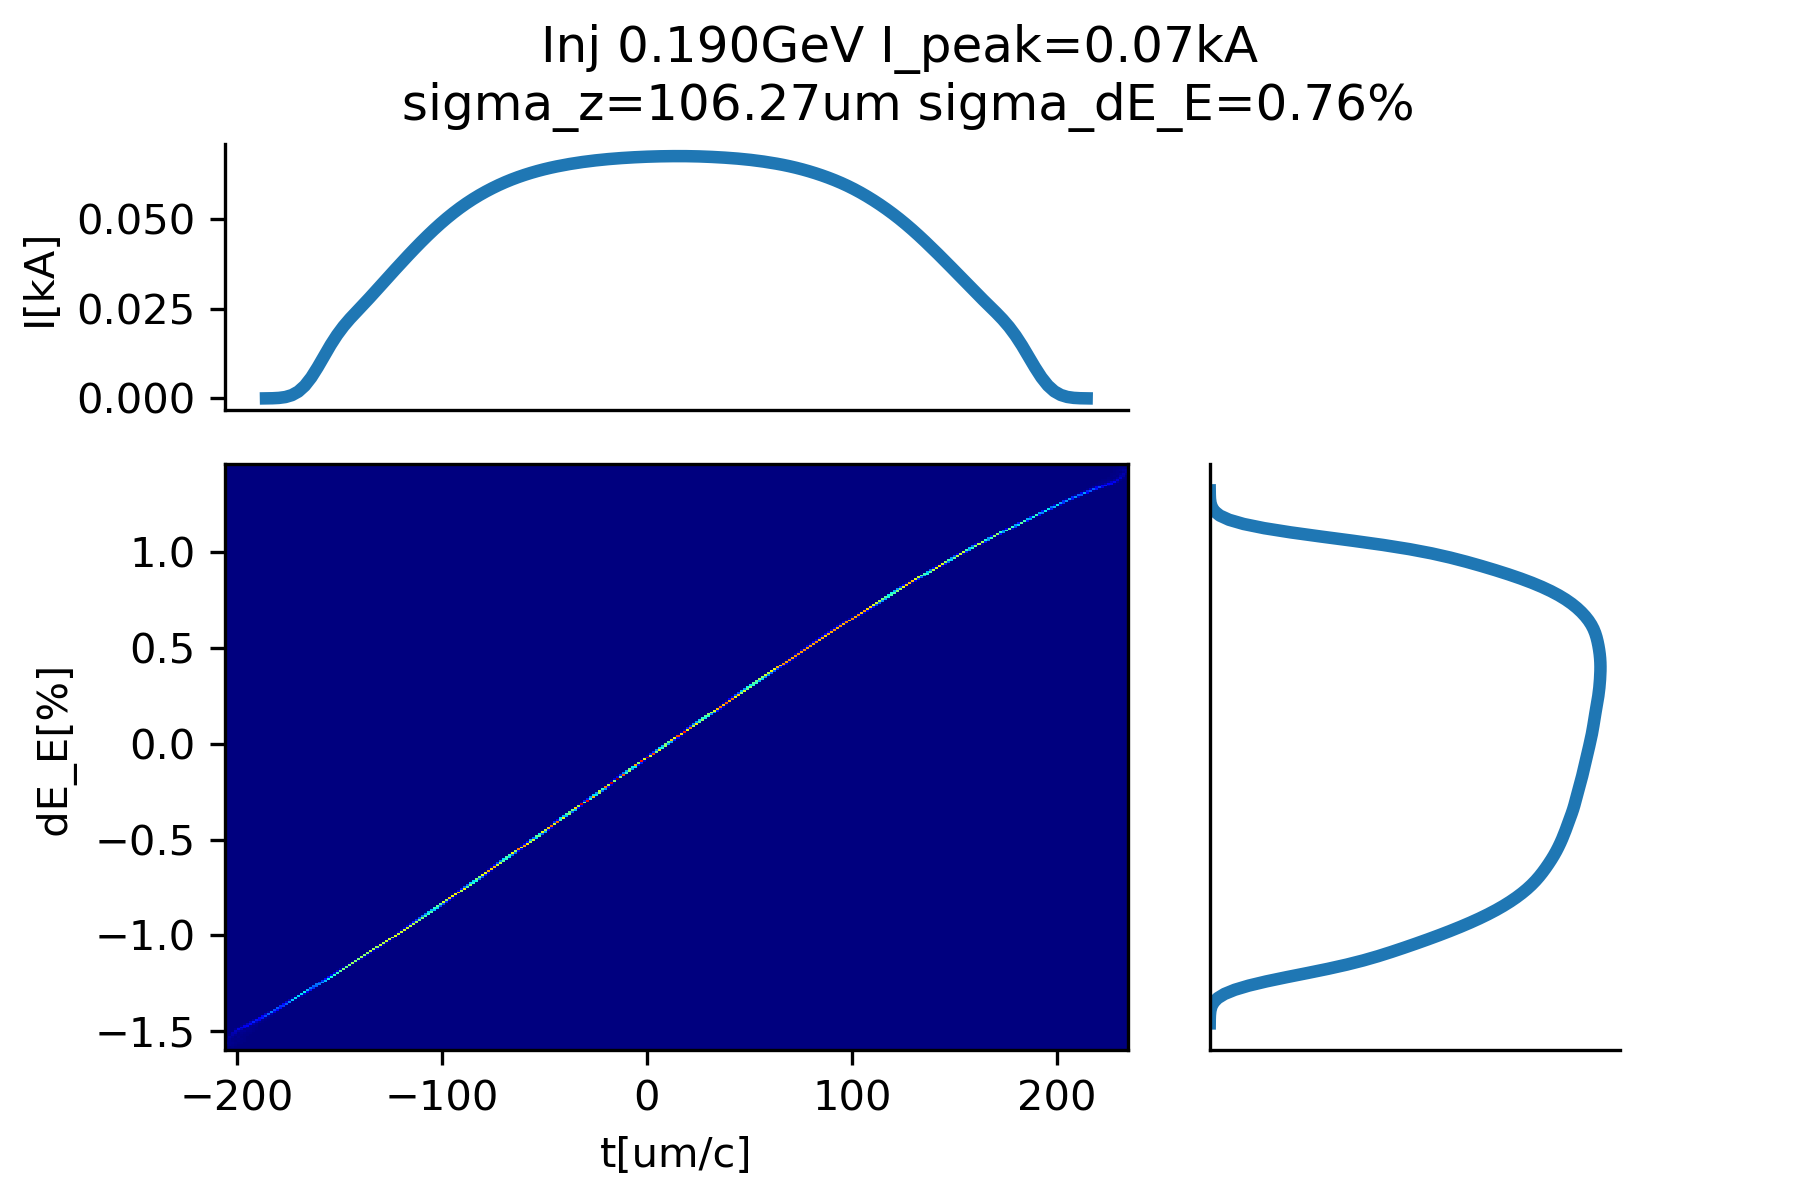 Inj 0.190GeV I_peak=0.07kA
sigma_z=106.27um sigma_dE_E=0.76%
I[kA]
0.050
0.025
0.000
dE_E[%]
1.0
0.5
0.0
−0.5
−1.0
−1.5
−200 −100 0 100 200
t[um/c]